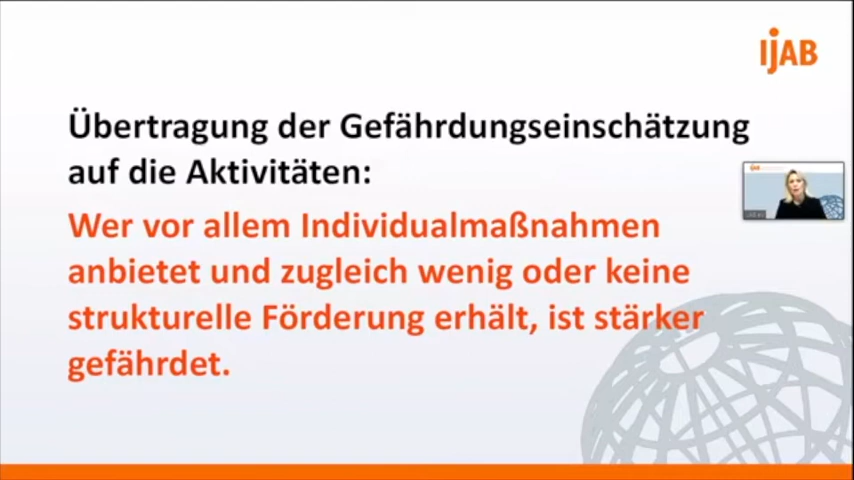 IJAB
Übertragung der Gefährdungseinschätzung
auf die Aktivitäten:
Wer vor allem Individualmaßnahmen
anbietet und zugleich wenig oder keine
strukturelle Förderung erhält, ist stärker
gefährdet.